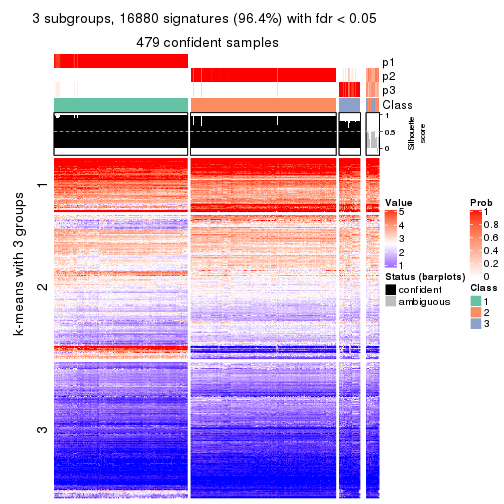 3 subgroups, 16880 signatures (96.4%) with fdr < 0.05
479 confident samples
p1
p2
p3
Class
1
0.5
0
Silhouette
score
k-means with 3 groups
1
2
3
Value
5
4
3
2
1
Status (barplots)
confident
ambiguous
Prob
1
0.8
0.6
0.4
0.2
0
Class
1
2
3